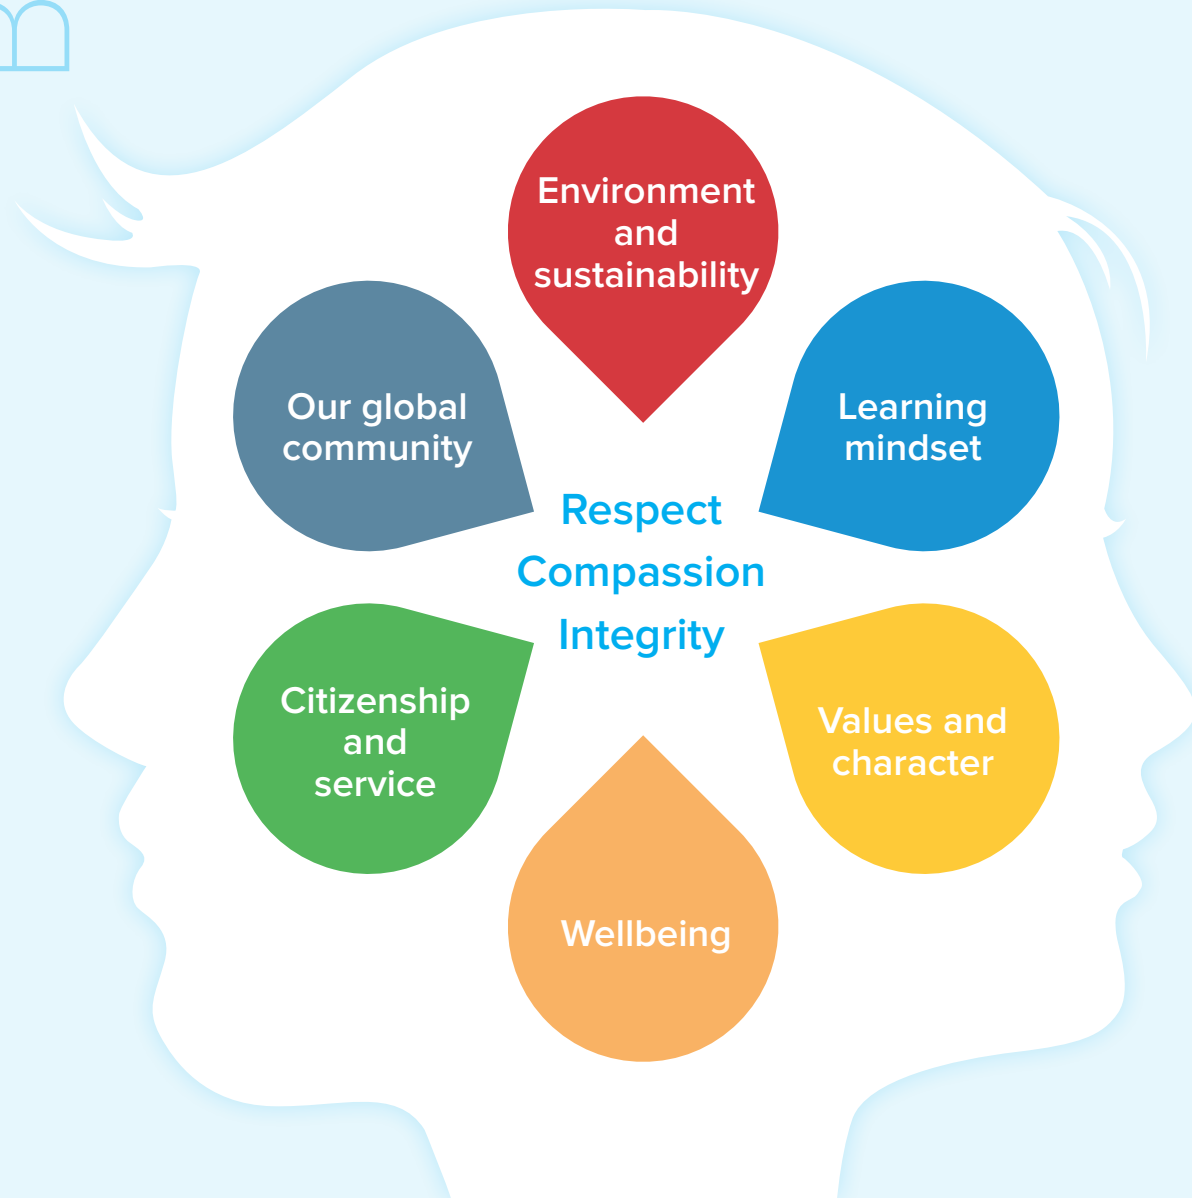 Environment
and
sustainability
Our global
community
Learning
mindset
Respect
Compassion
Integrity
Citizenship
and
service
Values and
character
Wellbeing